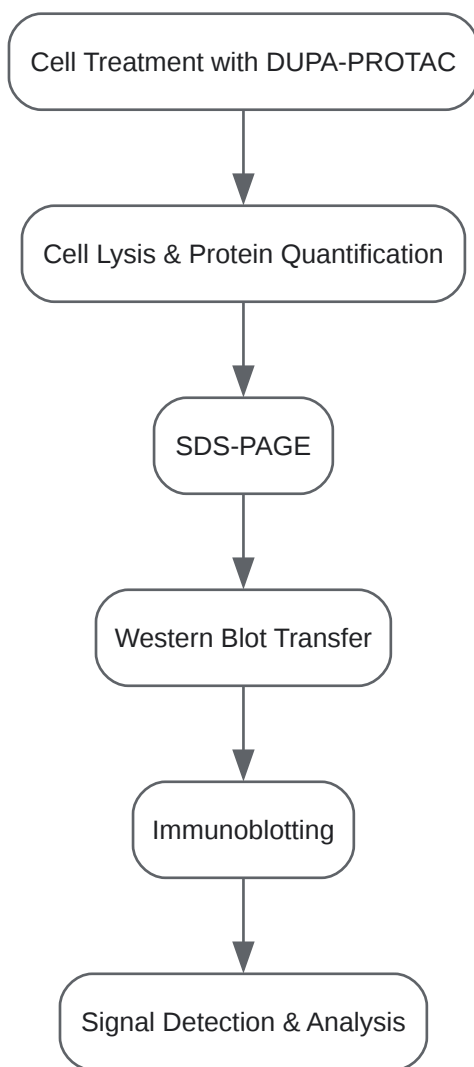 Cell Treatment with DUPA-PROTAC
Cell Lysis & Protein Quantification
SDS-PAGE
Western Blot Transfer
Immunoblotting
Signal Detection & Analysis